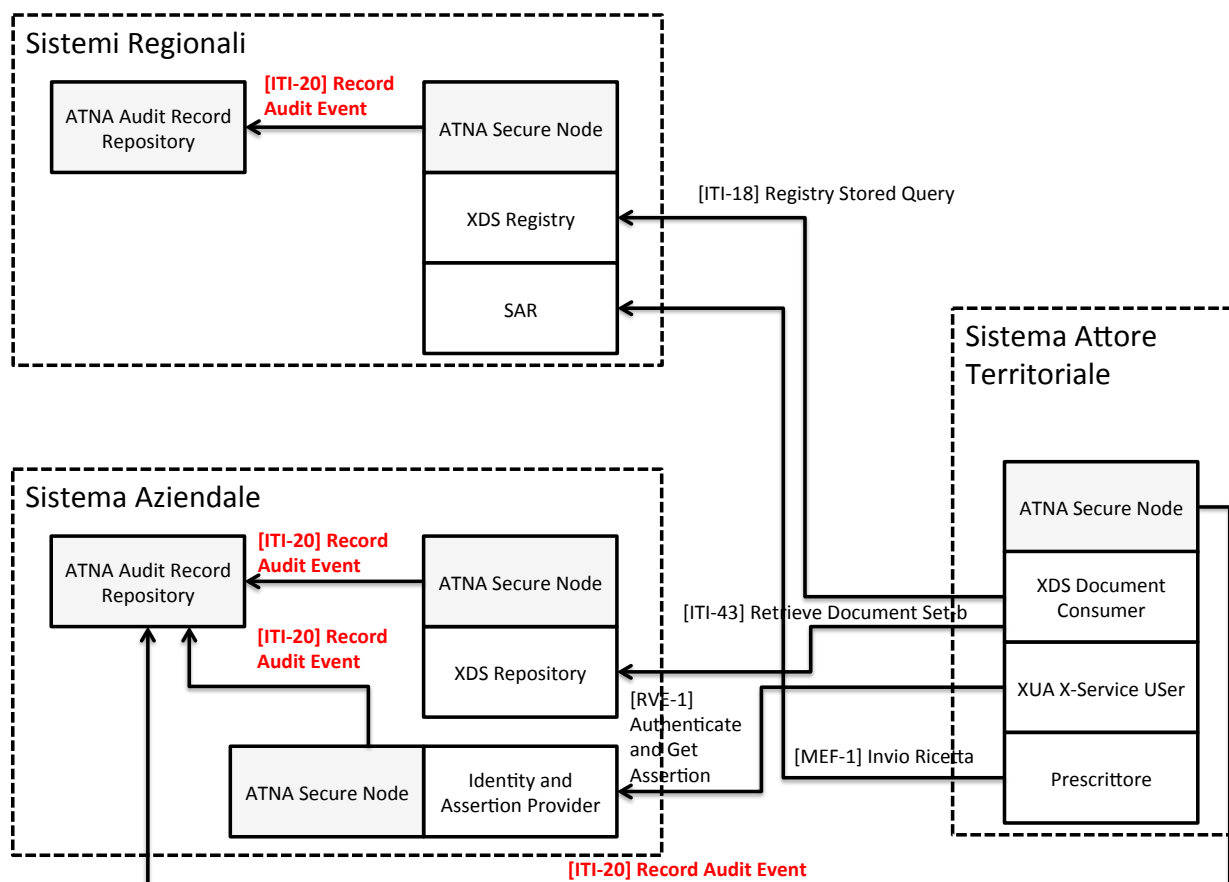 Sistemi Regionali
[ITI-20] Record
Audit Event
ATNA Audit Record
Repository
ATNA Secure Node
XDS Registry
SAR
[ITI-18] Registry Stored Query
Sistema Attore
Territoriale
ATNA Secure Node
XDS Document
Consumer
XUA X-Service USer
Prescrittore
Sistema Aziendale
[ITI-20] Record
Audit Event
ATNA Audit Record
Repository
ATNA Secure Node
[ITI-20] Record
Audit Event
XDS Repository
[ITI-43] Retrieve Document Set-b
[RVE-1]
Authenticate
and Get
Assertion
[MEF-1] Invio Ricetta
ATNA Secure Node
Identity and
Assertion Provider
[ITI-20] Record Audit Event